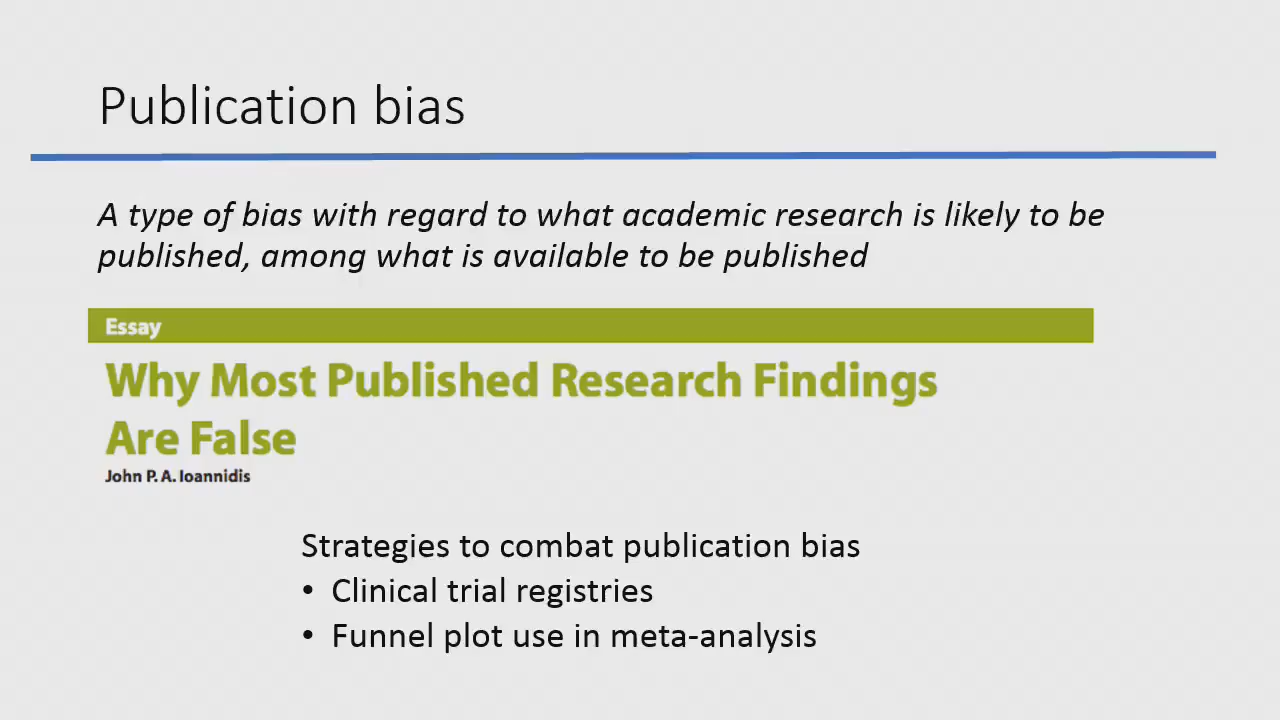 Publication bias
A type of bias with regard to what academic research is likely to be
published, among what is available to be published
Essay
Why Most Published Research Findings
Are False
John P. A. Ioannidis
Strategies to combat publication bias
• Clinical trial registries
• Funnel plot use in meta-analysis